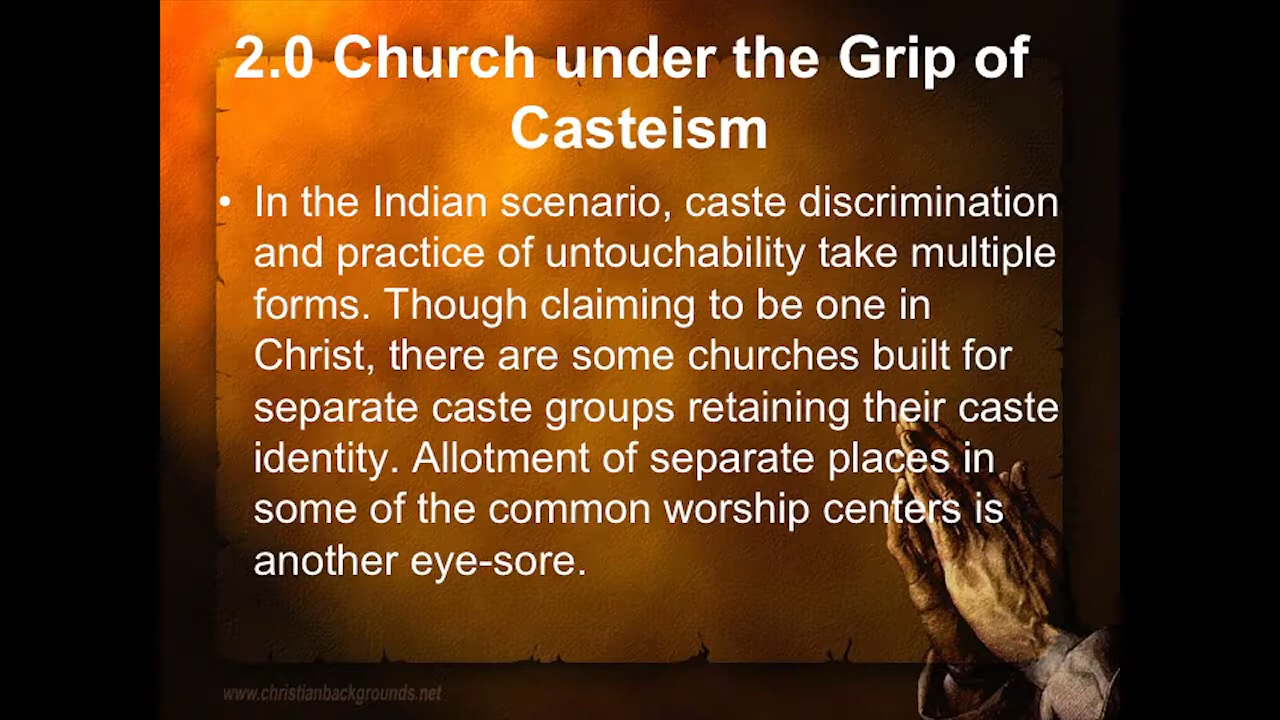 2.0 Church under the Grip of
Casteism
• In the Indian scenario, caste discrimination
and practice of untouchability take multiple
forms. Though claiming to be one in
Christ, there are some churches built for
separate caste groups retaining their caste
identity. Allotment of separate places in
some of the common worship centers is
another eye-sore.
www.christianbackgrounds.net